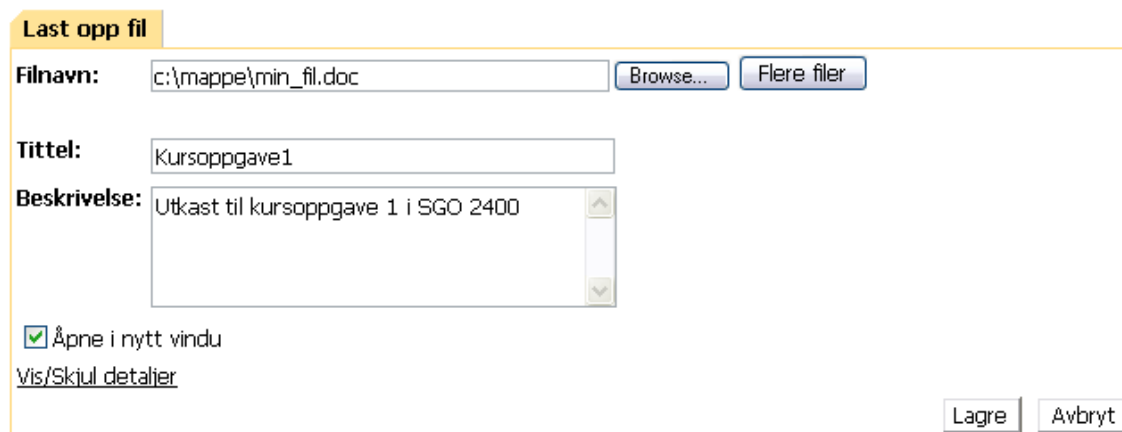 Last opp fil
Filnavn: c:\mappe\min_fil.doc Browse... Flere filer
Tittel: Kursoppgave1
Beskrivelse: Utkast til kursoppgave 1 i SGO 2400
Åpne i nytt vindu
Vis/Skjul detaljer
Lagre Avbryt